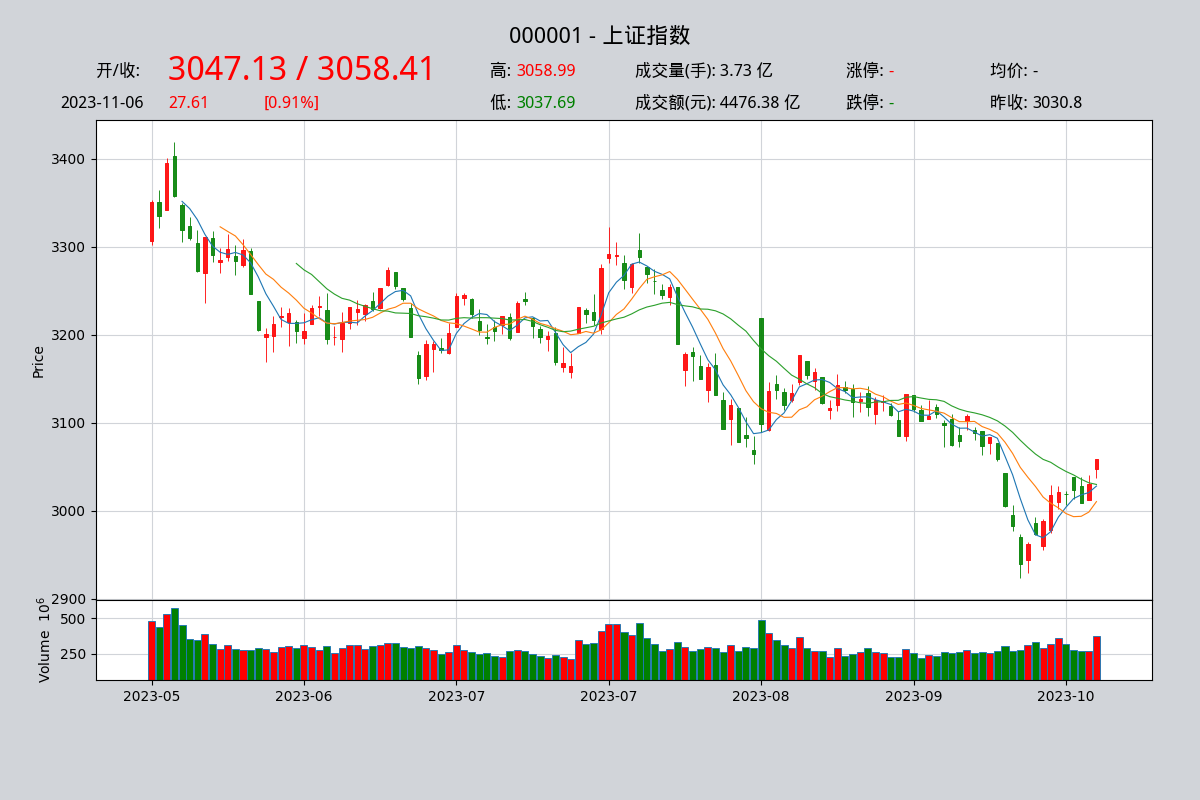 000001 - 上证指数
开/收: 3047.13 / 3058.41 高: 3058.99 成交量(手): 3.73 亿 涨停: - 均价: -
2023-11-06 27.61 [0.91%] 低: 3037.69 成交额(元): 4476.38 亿 跌停: - 昨收: 3030.8
3400
3300
3200
Price
3100
3000
2900
Volume 10⁶
500
250
2023-05 2023-06 2023-07 2023-07 2023-08 2023-09 2023-10